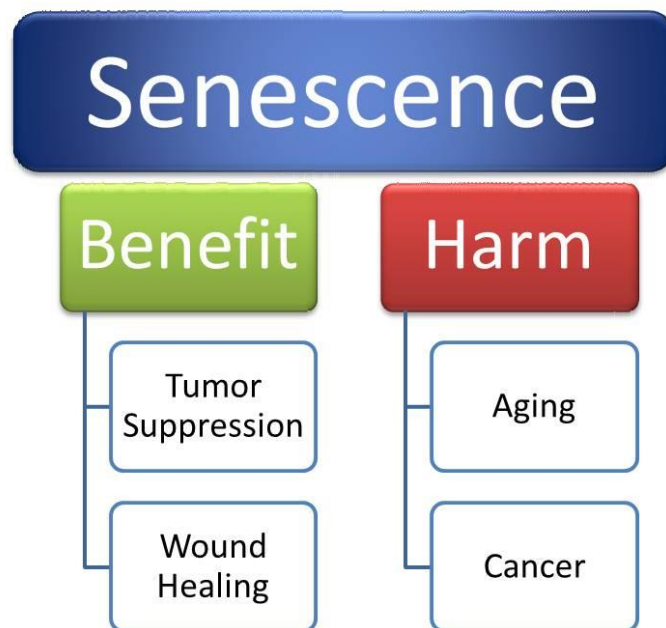 Senescence
Benefit
Tumor
Suppression
Wound
Healing
Harm
Aging
Cancer